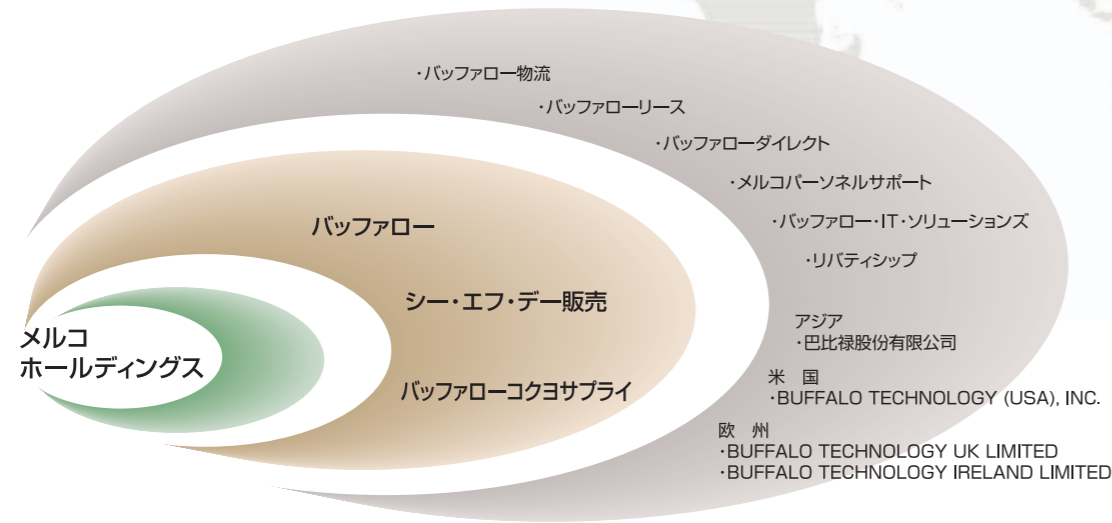 ・バッファロー物流
・バッファローリース
・バッファローダイレクト
・メルコパーソネルサポート
・バッファロー・IT・ソリューションズ
・リバティシップ
アジア
・巴比禄股份有限公司
米　国
・BUFFALO TECHNOLOGY (USA), INC.
欧　州
・BUFFALO TECHNOLOGY UK LIMITED
・BUFFALO TECHNOLOGY IRELAND LIMITED
バッファロー
シー・エフ・デー販売
バッファローコクヨサプライ
メルコ
ホールディングス